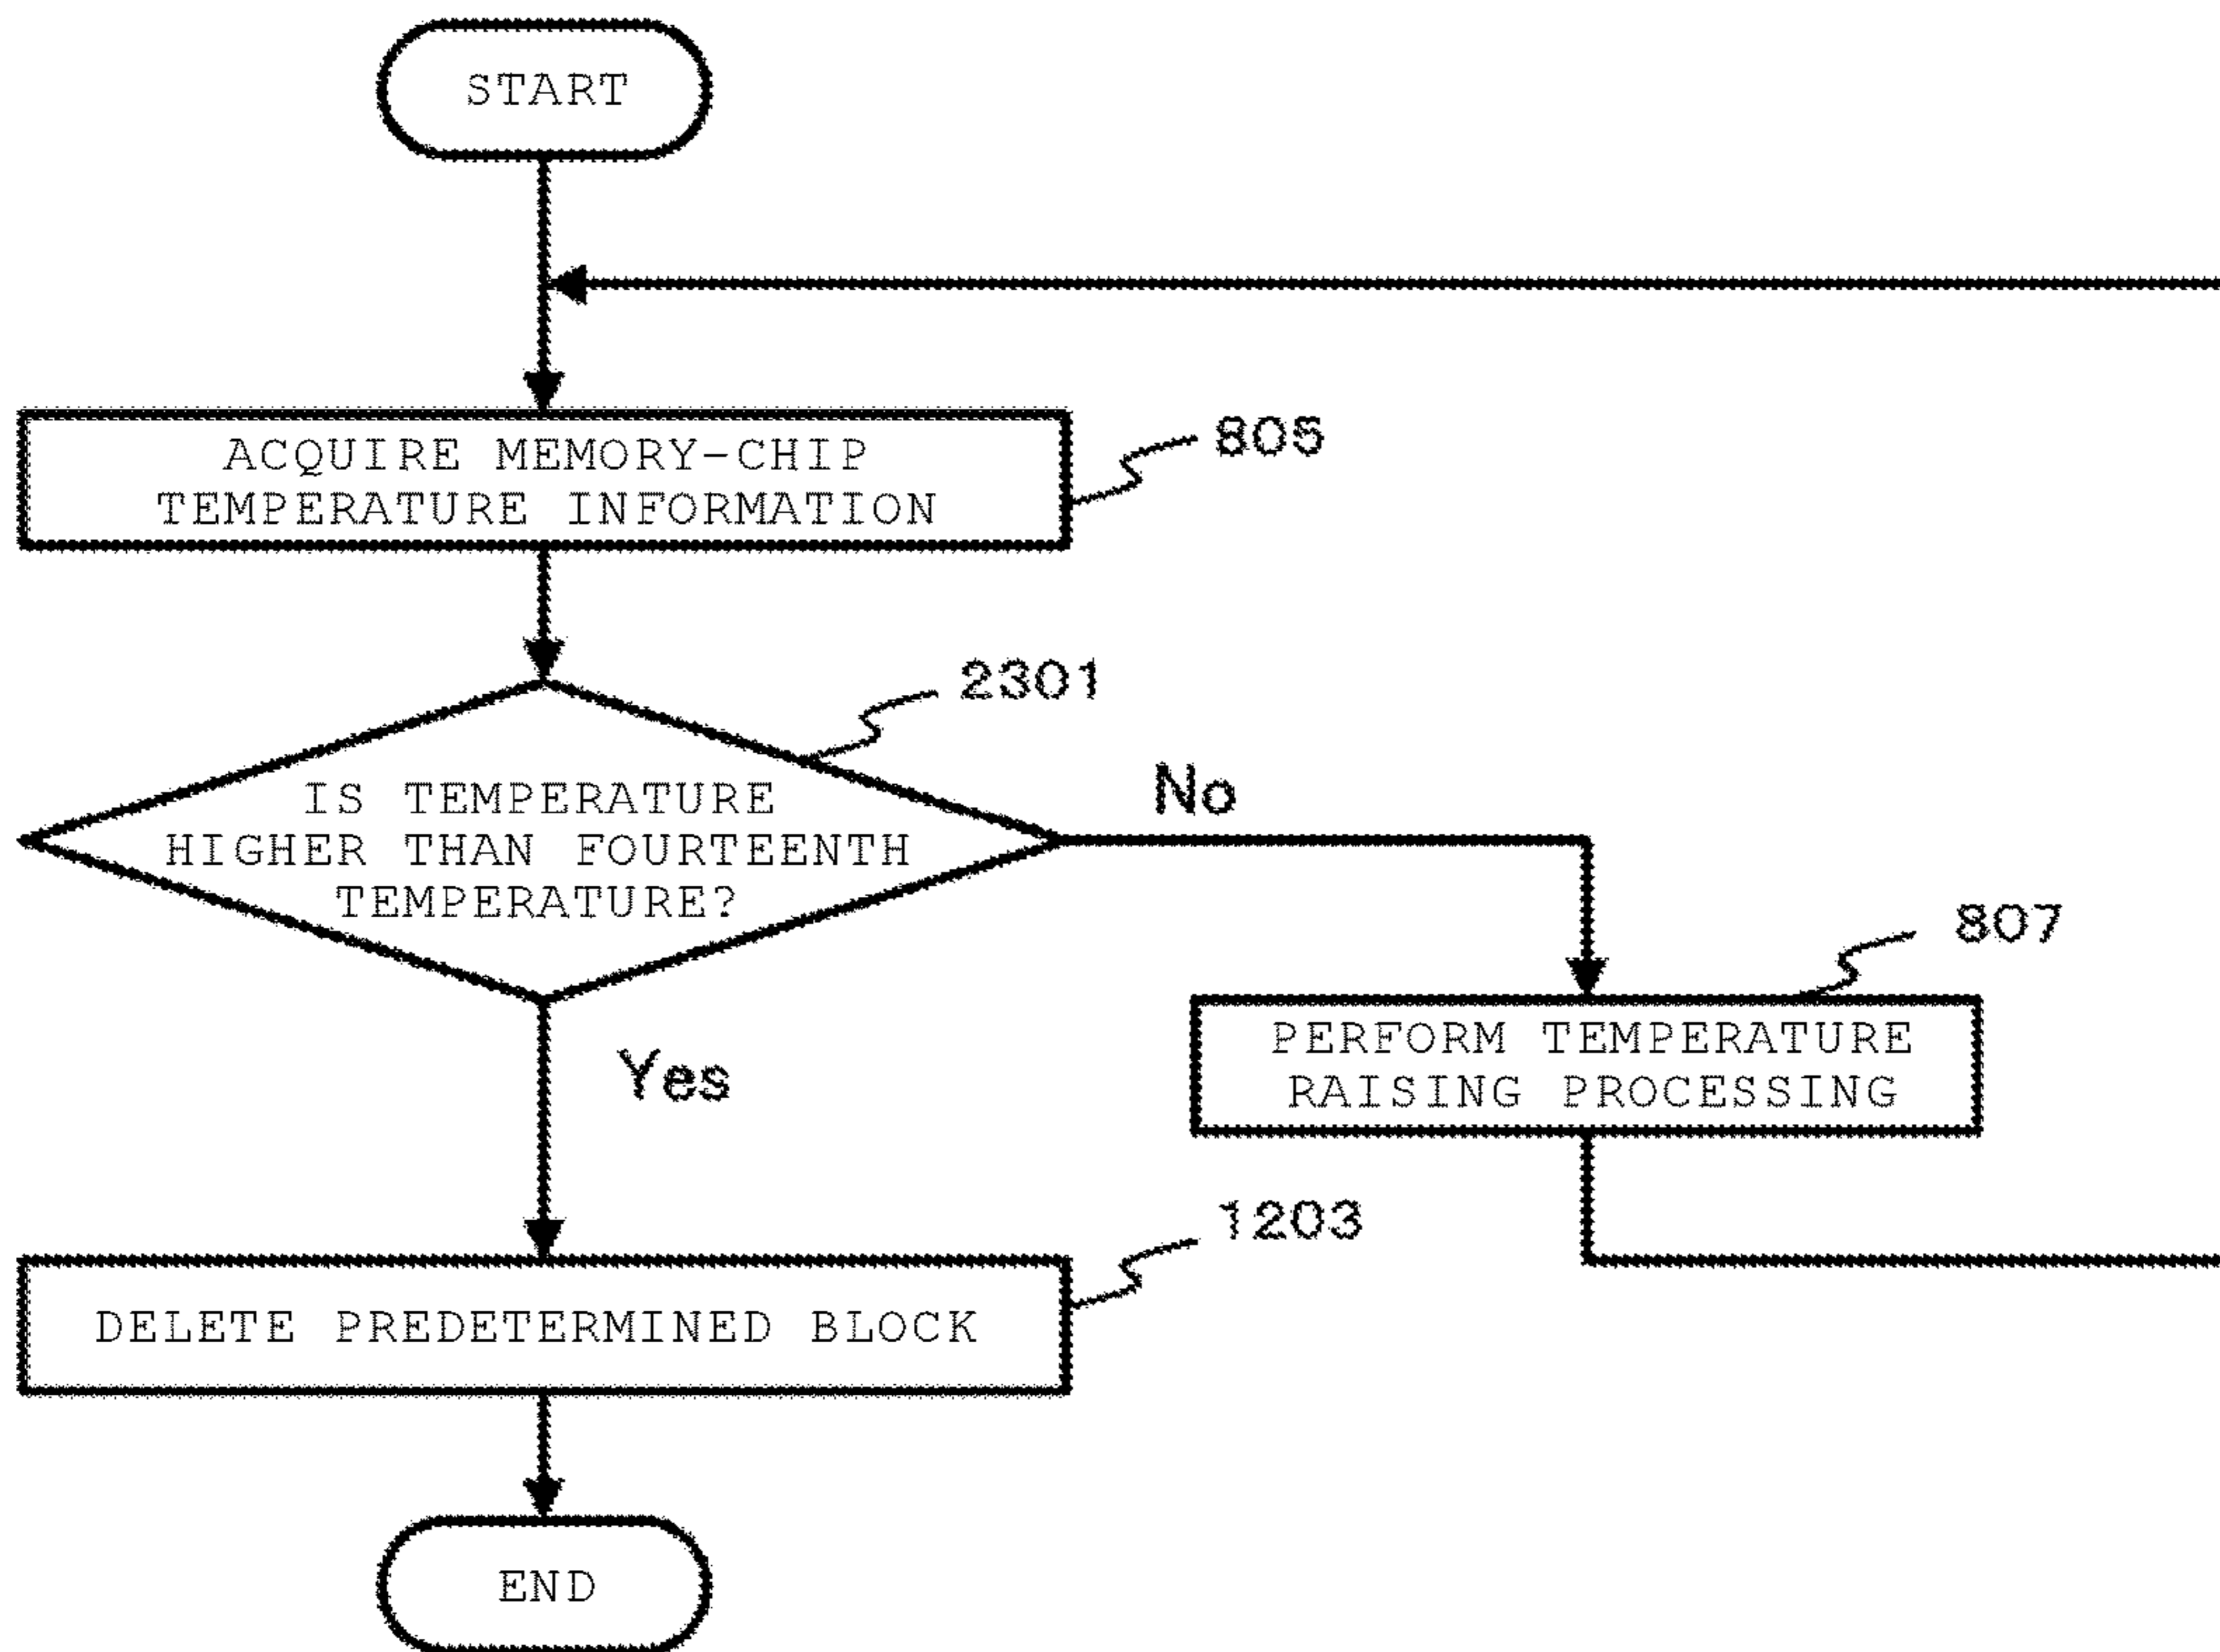 START
ACQUIRE MEMORY-CHIP
TEMPERATURE INFORMATION
805
2301
IS TEMPERATURE
HIGHER THAN FOURTEENTH
TEMPERATURE?
No
807
PERFORM TEMPERATURE
RAISING PROCESSING
Yes
1203
DELETE PREDETERMINED BLOCK
END